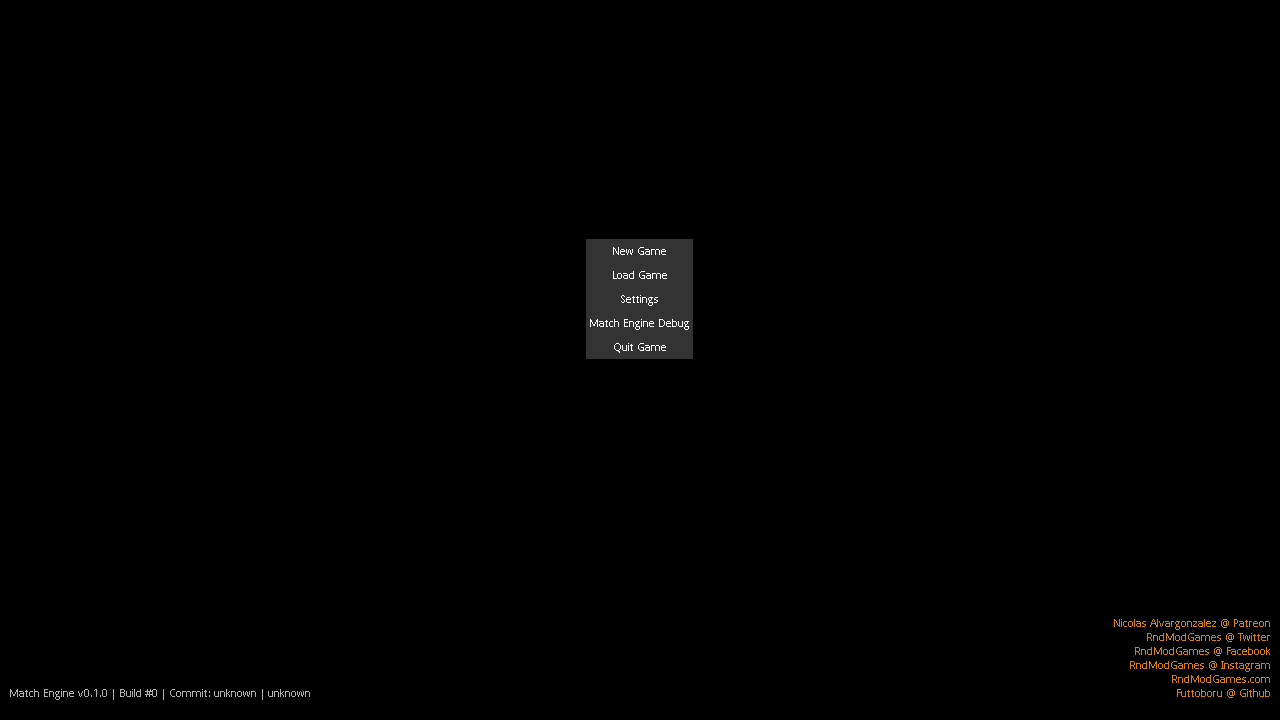 New Game
Load Game
Settings
Match Engine Debug
Quit Game
Nicolas Alvargonzalez @ Patreon
RndModGames @ Twitter
RndModGames @ Facebook
RndModGames @ Instagram
RndModGames.com
Futtoboru @ Github
Match Engine v0.1.0 | Build #0 | Commit: unknown | unknown